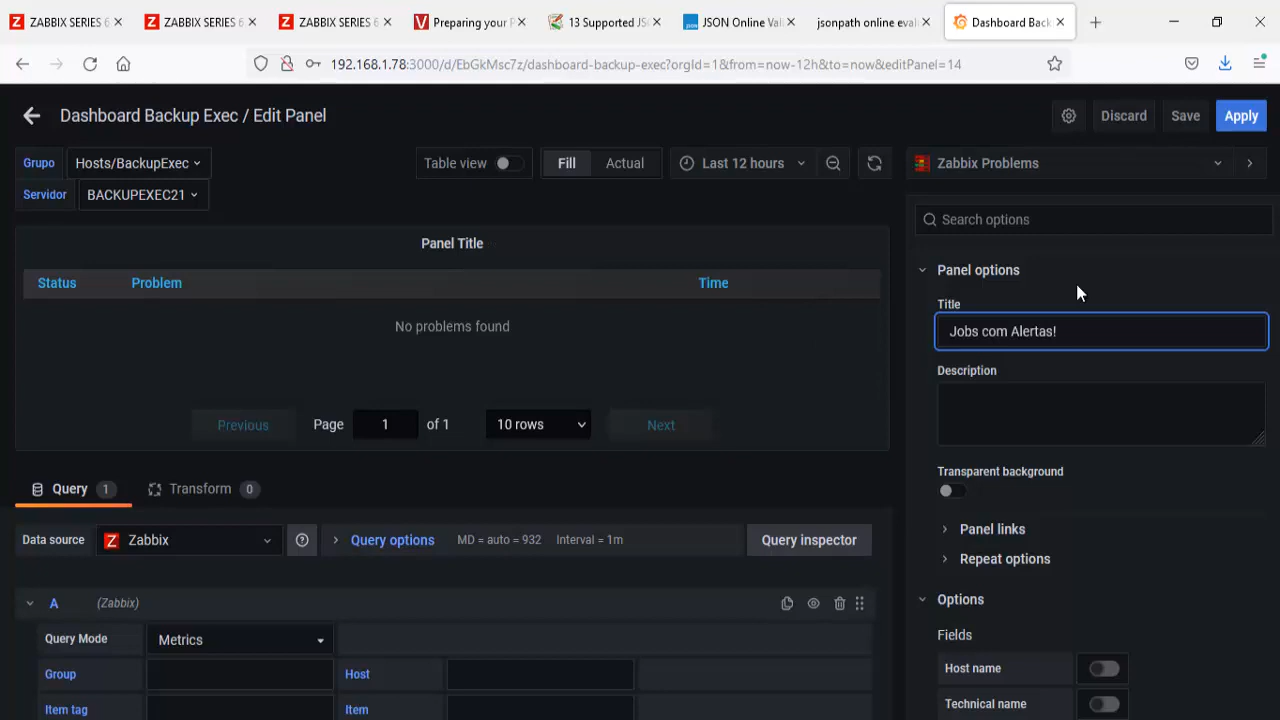 ZABBIX SERIES 6
ZABBIX SERIES 6
ZABBIX SERIES 6
Preparing your P
13 Supported JS
JSON Online Vali
jsonpath online eval
Dashboard Back
192.168.1.78:3000/d/EbGkMsc7z/dashboard-backup-exec?orgId=1&from=now-12h&to=now&editPanel=14
Dashboard Backup Exec / Edit Panel
Discard
Save
Apply
Grupo
Hosts/BackupExec
Table view
Fill
Actual
Last 12 hours
Zabbix Problems
Servidor
BACKUPEXEC21
Search options
Panel Title
Panel options
Status
Problem
Time
Title
No problems found
Jobs com Alertas!
Description
Previous
Page
1
of 1
10 rows
Next
Transparent background
Query
1
Transform
0
Panel links
Data source
Zabbix
Query options
MD = auto = 932
Interval = 1m
Query inspector
Repeat options
A
(Zabbix)
Options
Fields
Query Mode
Metrics
Group
Host
Host name
Item tag
Item
Technical name